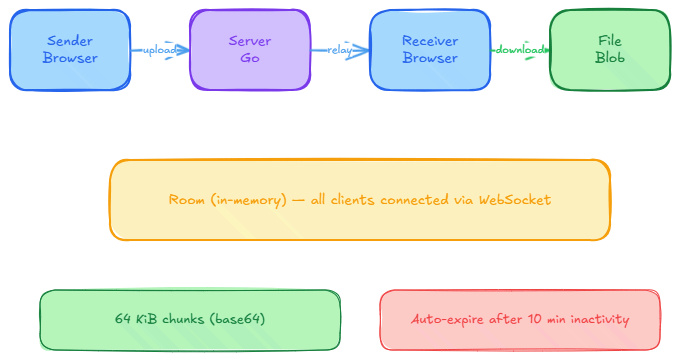 Sender
Browser
upload
Server
Go
relay
Receiver
Browser
download
File
Blob
Room (in-memory) — all clients connected via WebSocket
64 KiB chunks (base64)
Auto-expire after 10 min inactivity